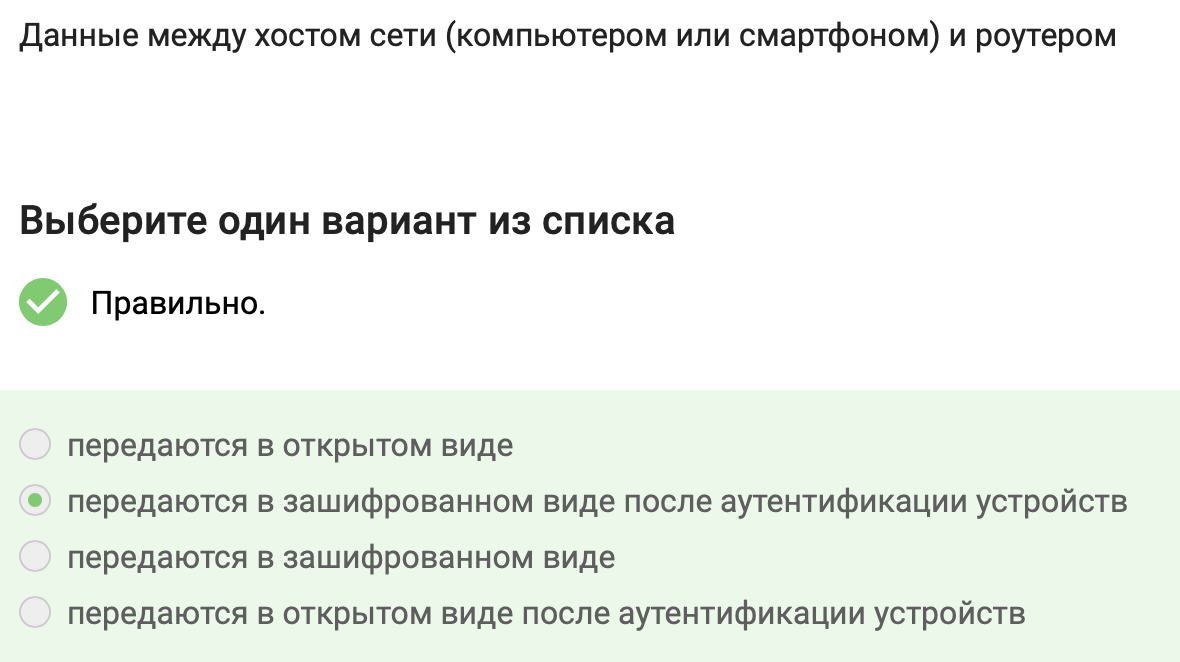 Данные между хостом сети (компьютером или смартфоном) и роутером
Выберите один вариант из списка
Правильно.
передаются в открытом виде
передаются в зашифрованном виде после аутентификации устройств
передаются в зашифрованном виде
передаются в открытом виде после аутентификации устройств